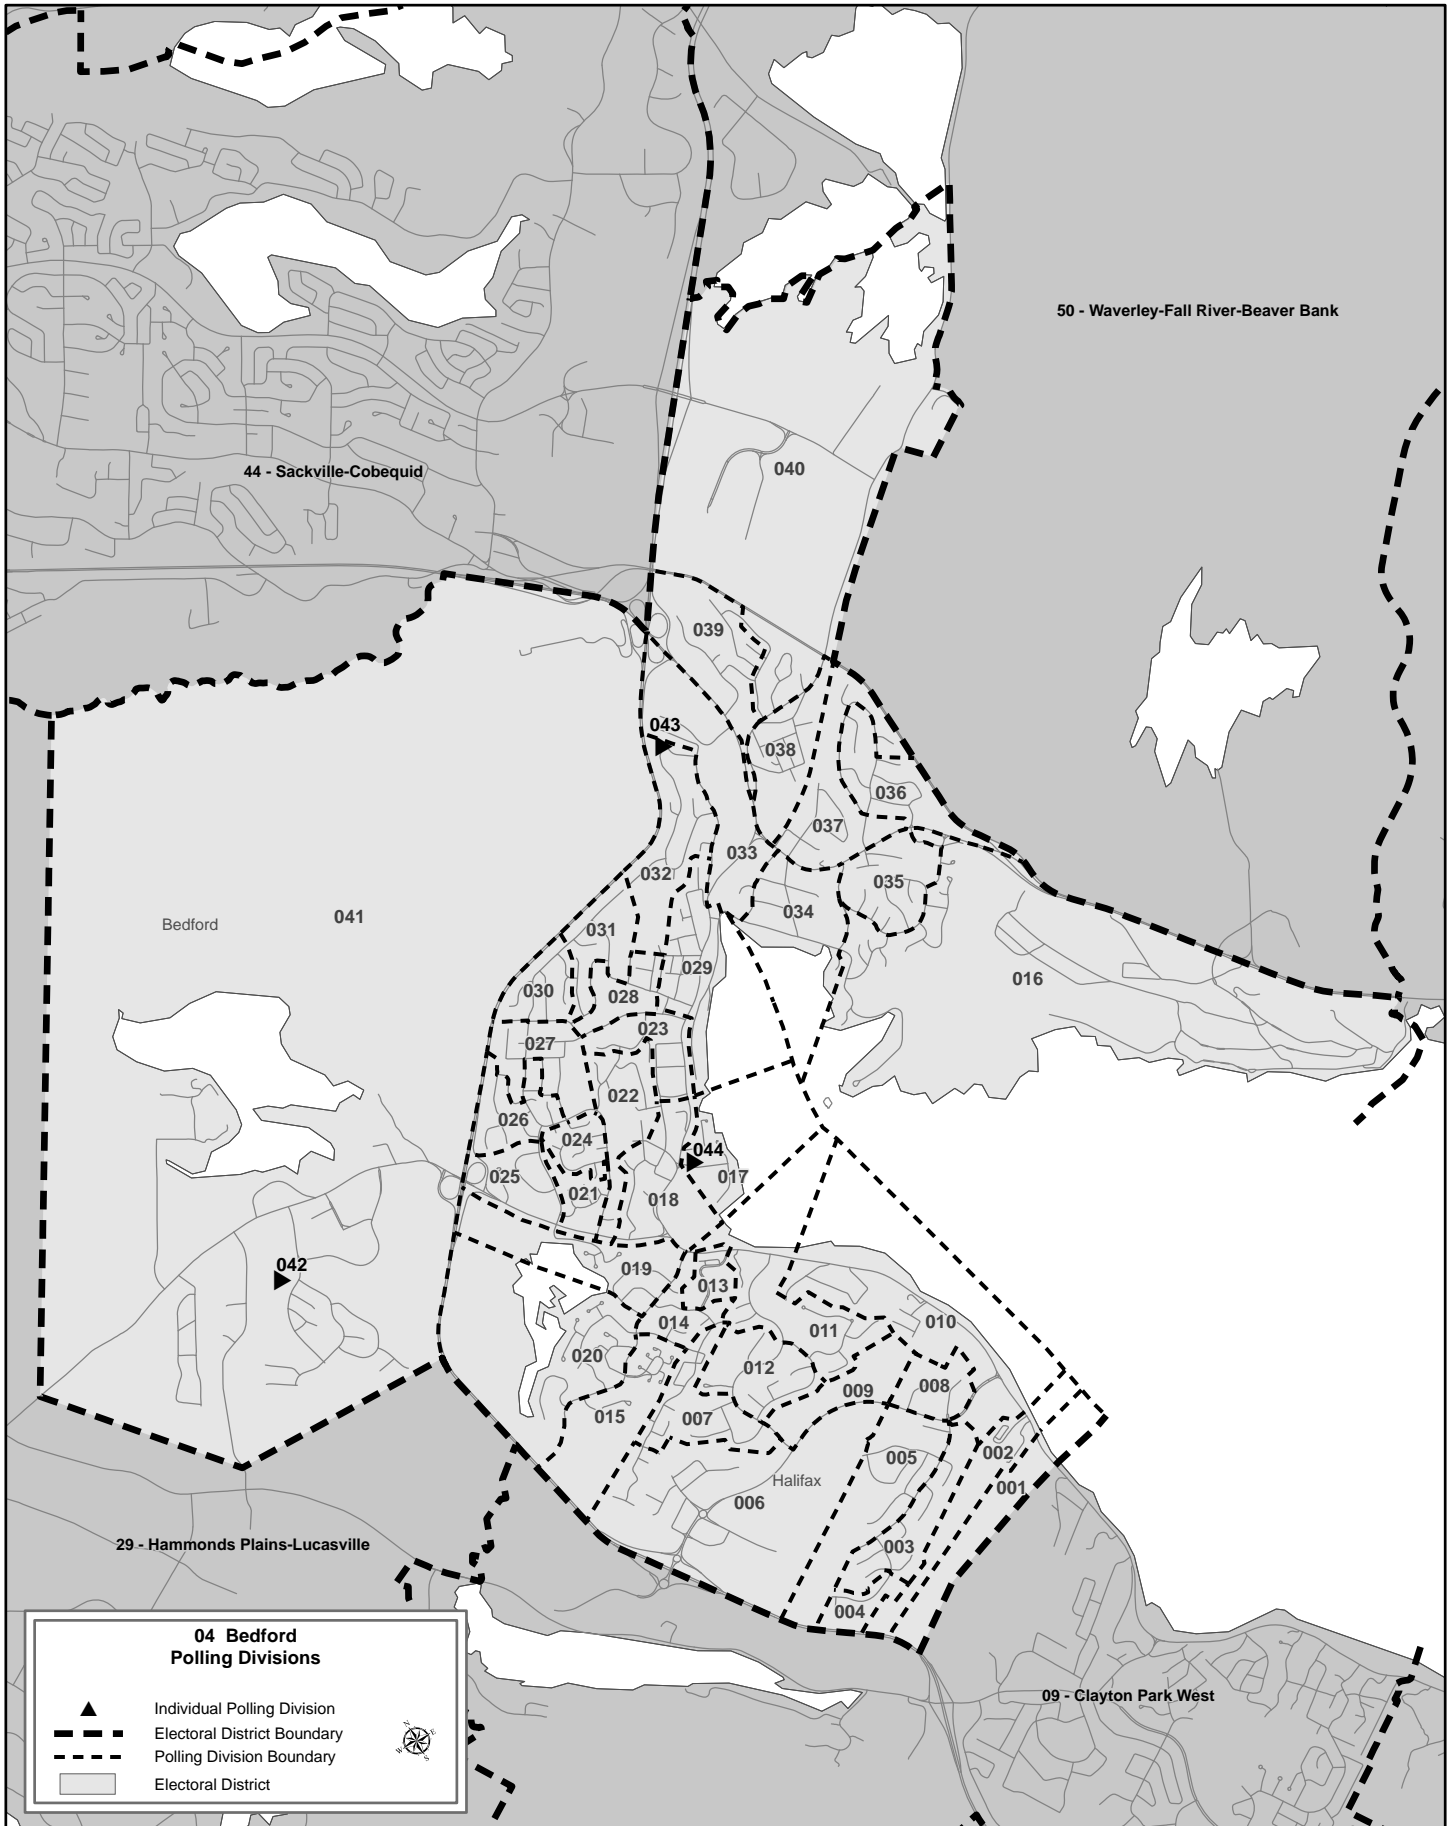 50 - Waverley-Fall River-Beaver Bank
44 - Sackville-Cobequid
040
039
043
038
036
037
033
032
035
034
041
Bedford
031
029
016
030
028
023
027
022
026
024
044
025
017
021
018
042
019
013
014
011
010
020
012
008
009
015
007
002
005
001
Halifax
006
29 - Hammonds Plains-Lucasville
003
004
04 Bedford
Polling Divisions
Individual Polling Division
Electoral District Boundary
Polling Division Boundary
Electoral District
N
E
W
S
09 - Clayton Park West